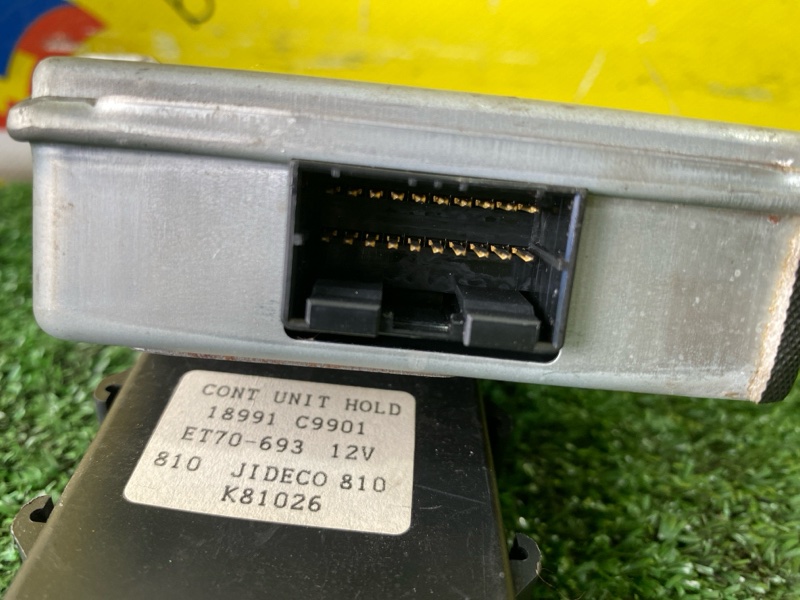 CONT UNIT HOLD
18991 C9901
ET70-693 12V
810 JIDECO 810
K81026